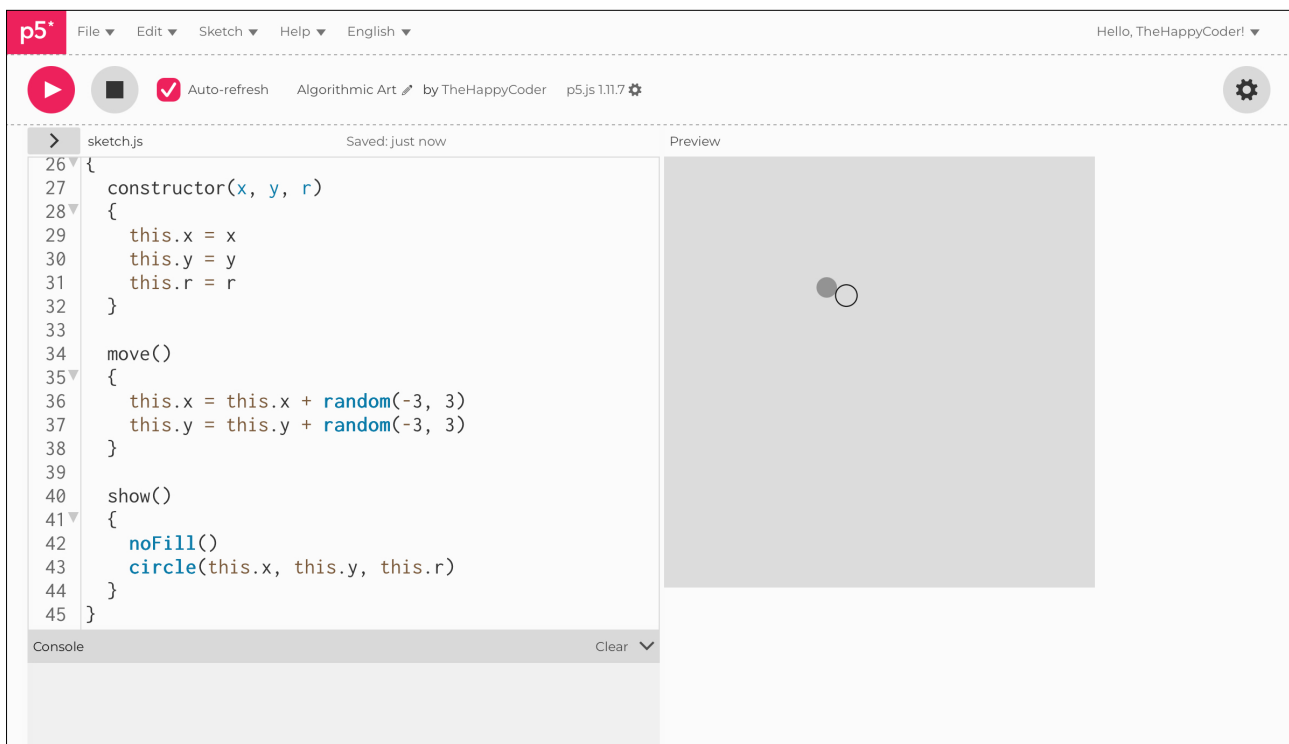 p5* File Edit Sketch Help English Hello, TheHappyCoder!
Auto-refresh Algorithmic Art by TheHappyCoder p5.js 1.11.7
sketch.js Saved: just now Preview
26 {
27 constructor(x, y, r)
28 {
29 this.x = x
30 this.y = y
31 this.r = r
32 }
33
34 move()
35 {
36 this.x = this.x + random(-3, 3)
37 this.y = this.y + random(-3, 3)
38 }
39
40 show()
41 {
42 noFill()
43 circle(this.x, this.y, this.r)
44 }
45 }
Console Clear